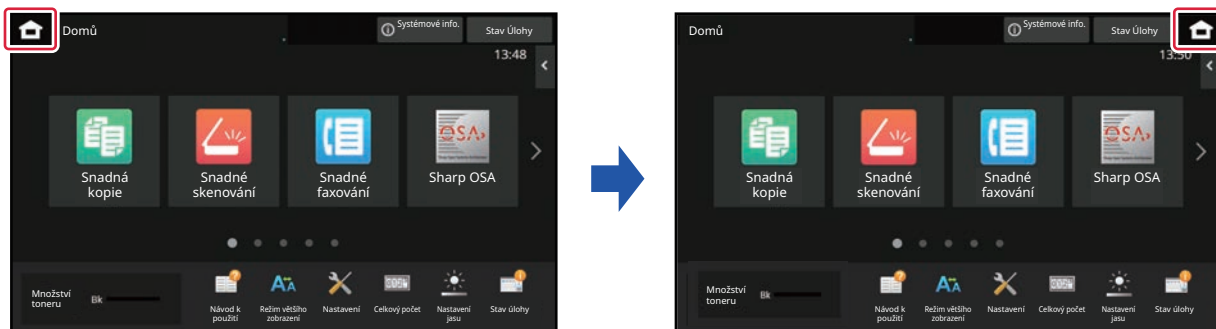 Domů
Systémové info.
Stav Úlohy
13:48
Snadná
kopie
Snadné
skenování
Snadné
faxování
OSA
Sharp OSA
Množství
toneru
Bk
Návod k
použití
Režim většího
zobrazení
Nastavení
Celkový počet
Nastavení
jasu
Stav úlohy
Domů
Systémové info.
Stav Úlohy
13:50
Snadná
kopie
Snadné
skenování
Snadné
faxování
OSA
Sharp OSA
Množství
toneru
Bk
Návod k
použití
Režim většího
zobrazení
Nastavení
Celkový počet
Nastavení
jasu
Stav úlohy